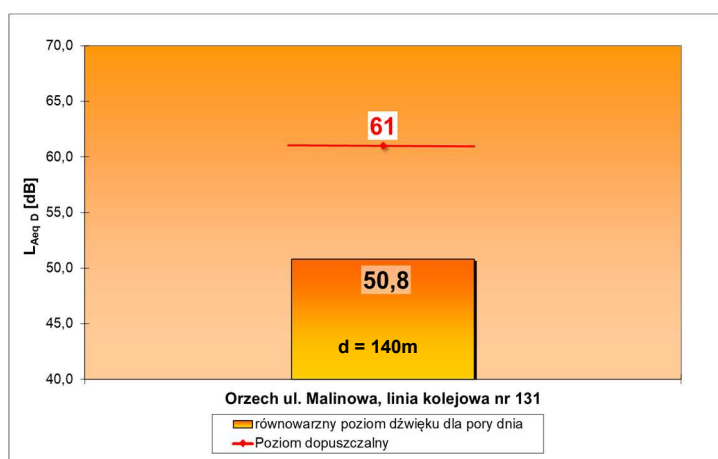 70,0
65,0
60,0
55,0
50,0
45,0
40,0
L Aeq D [dB]
61
50,8
d = 140m
Orzech ul. Malinowa, linia kolejowa nr 131
równowarzny poziom dźwięku dla pory dnia
Poziom dopuszczalny